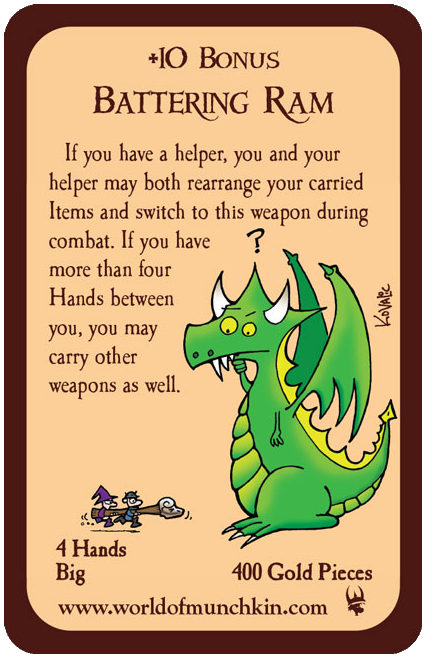 +10 Bonus
Battering Ram
If you have a helper, you and your
helper may both rearrange your carried
Items and switch to this weapon during
combat. If you have
more than four
Hands between
you, you may
carry other
weapons as well.
?
Kovalic
4 Hands
Big
400 Gold Pieces
www.worldofmunchkin.com